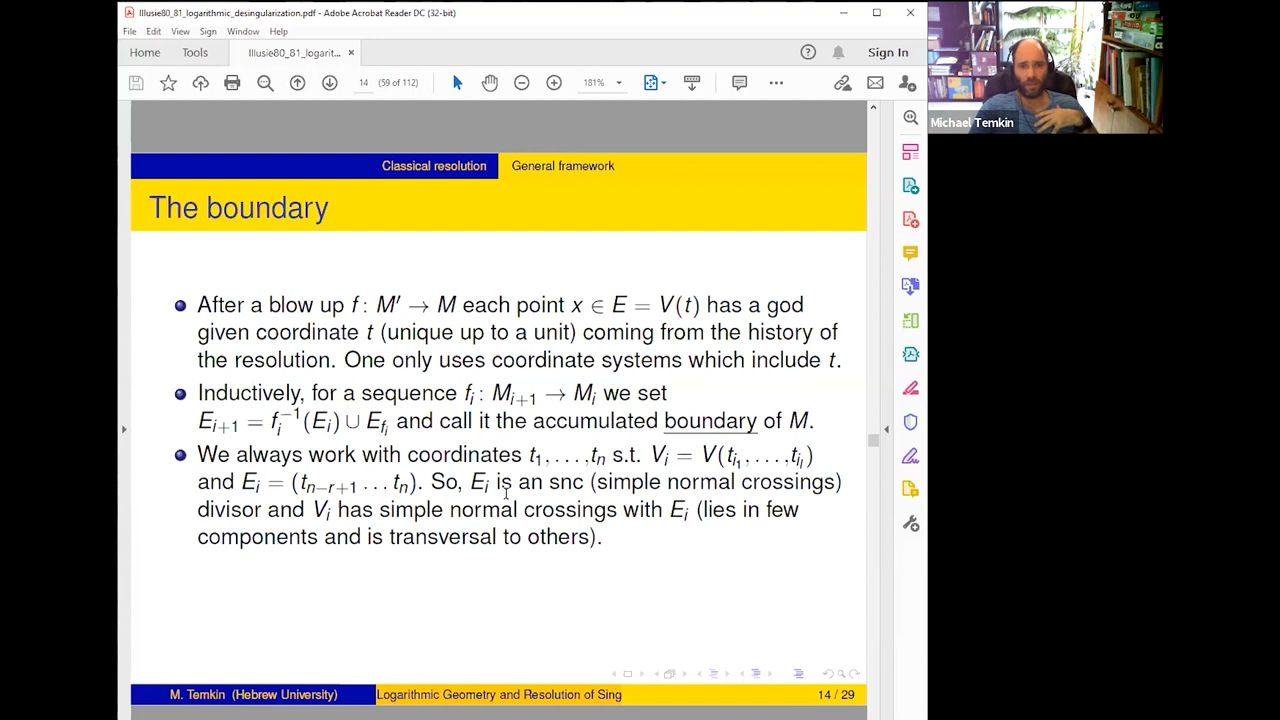 Illusie80_81_logarithmic_desingularization.pdf - Adobe Acrobat Reader DC (32-bit)
File Edit View Sign Window Help
Home Tools Illusie80_81_logarit... × Sign In
14 (59 of 112) 181%
Michael Temkin
Classical resolution General framework
The boundary
After a blow up f: M′ → M each point x ∈ E = V(t) has a god
given coordinate t (unique up to a unit) coming from the history of
the resolution. One only uses coordinate systems which include t.
Inductively, for a sequence f_i: M_{i+1} → M_i we set
E_{i+1} = f_i^{-1}(E_i) ∪ E_{f_i} and call it the accumulated boundary of M.
We always work with coordinates t_1, . . . , t_n s.t. V_i = V(t_{i_1}, . . . , t_{i_l})
and E_i = (t_{n−r+1} . . . t_n). So, E_i is an snc (simple normal crossings)
divisor and V_i has simple normal crossings with E_i (lies in few
components and is transversal to others).
M. Temkin (Hebrew University) Logarithmic Geometry and Resolution of Sing 14 / 29